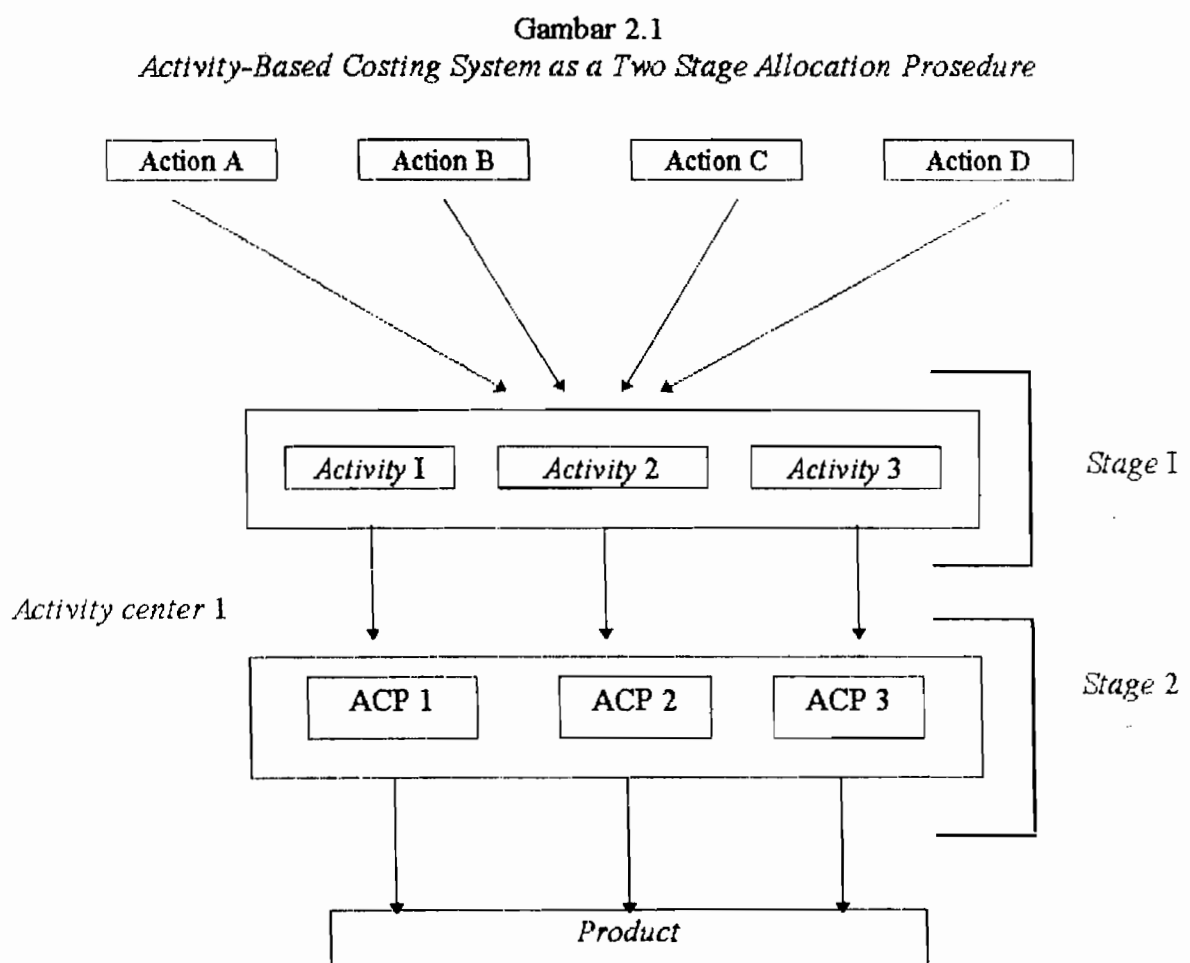 Gambar 2.1
Activity-Based Costing System as a Two Stage Allocation Prosedure
Action A
Action B
Action C
Action D
Activity I
Activity 2
Activity 3
Stage I
Activity center 1
ACP 1
ACP 2
ACP 3
Stage 2
Product